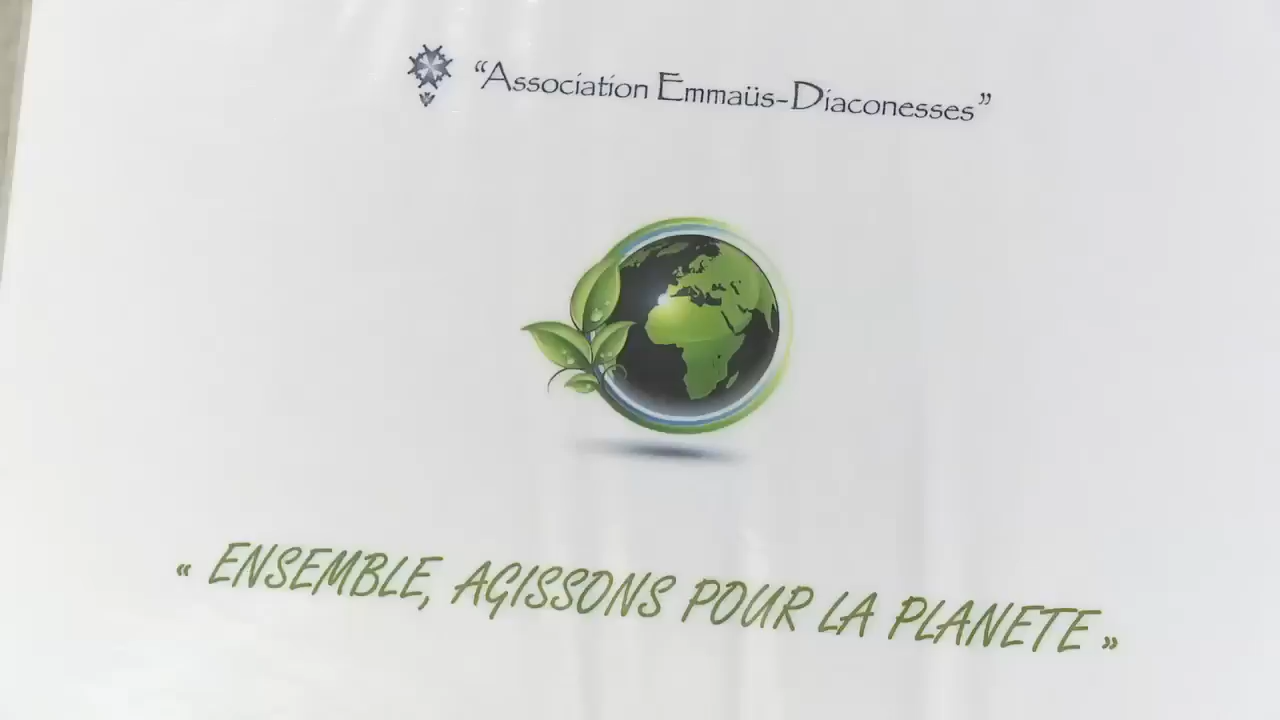 “Association Emmaüs-Diaconesses”
« ENSEMBLE, AGISSONS POUR LA PLANETE »